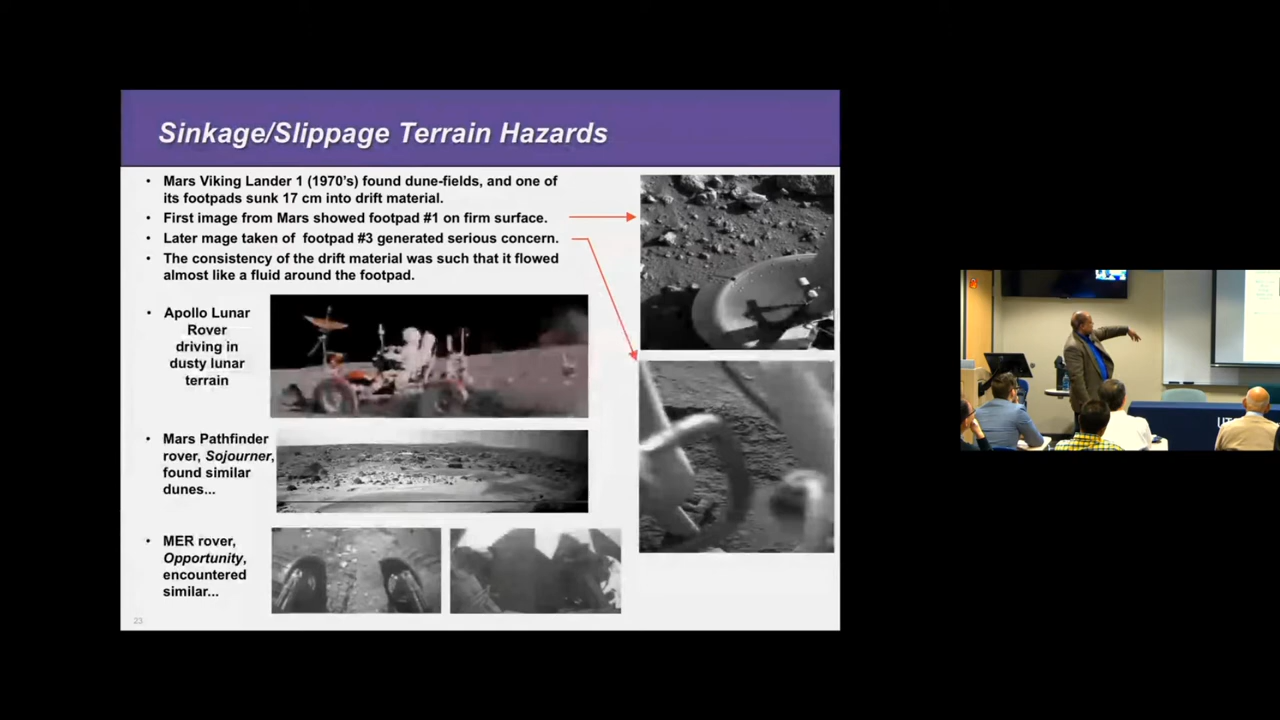 Sinkage/Slippage Terrain Hazards
• Mars Viking Lander 1 (1970's) found dune-fields, and one of
its footpads sunk 17 cm into drift material.
• First image from Mars showed footpad #1 on firm surface.
• Later mage taken of footpad #3 generated serious concern.
• The consistency of the drift material was such that it flowed
almost like a fluid around the footpad.
• Apollo Lunar
Rover
driving in
dusty lunar
terrain
• Mars Pathfinder
rover, Sojourner,
found similar
dunes...
• MER rover,
Opportunity,
encountered
similar...
23